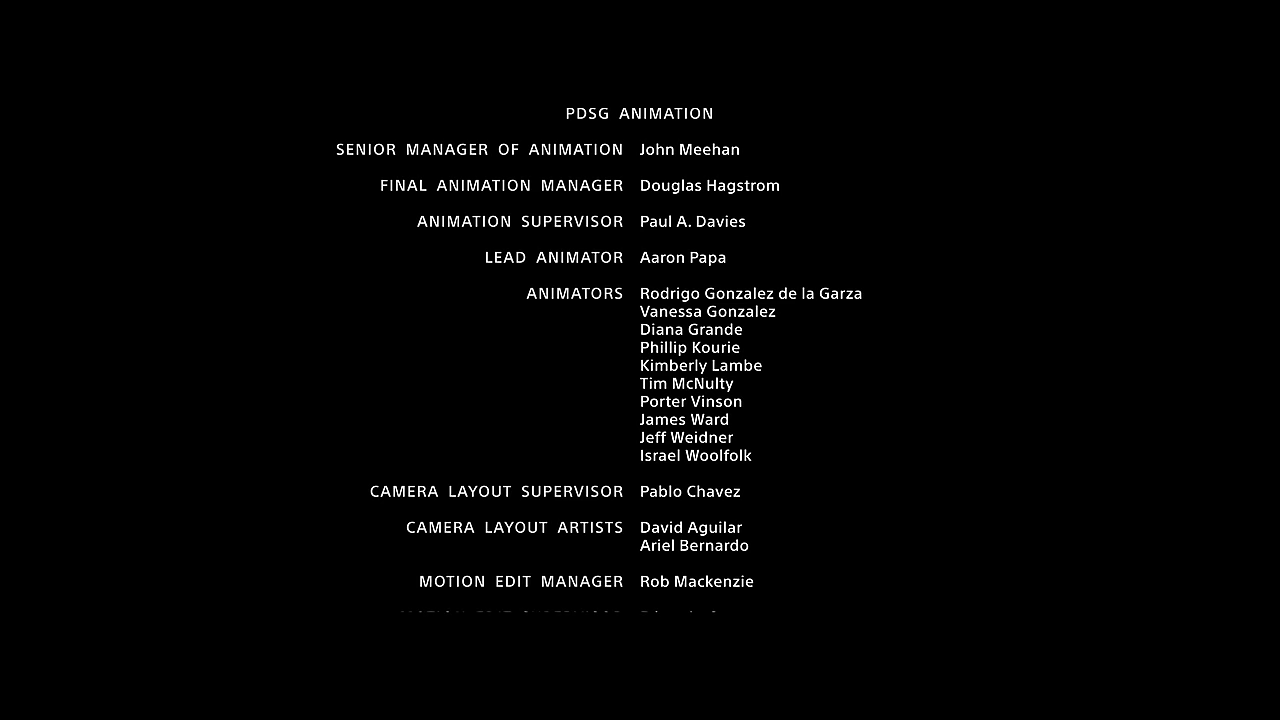 PDSG ANIMATION
SENIOR MANAGER OF ANIMATION John Meehan
FINAL ANIMATION MANAGER Douglas Hagstrom
ANIMATION SUPERVISOR Paul A. Davies
LEAD ANIMATOR Aaron Papa
ANIMATORS Rodrigo Gonzalez de la Garza
Vanessa Gonzalez
Diana Grande
Phillip Kourie
Kimberly Lambe
Tim McNulty
Porter Vinson
James Ward
Jeff Weidner
Israel Woolfolk
CAMERA LAYOUT SUPERVISOR Pablo Chavez
CAMERA LAYOUT ARTISTS David Aguilar
Ariel Bernardo
MOTION EDIT MANAGER Rob Mackenzie